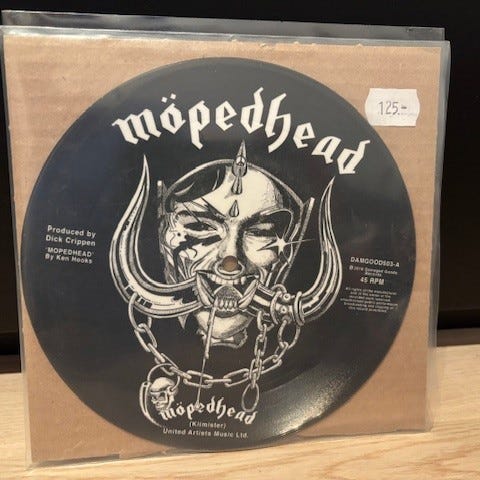 möpedhead
125.-
Produced by
Dick Crippen
'MOPEDHEAD'
By Ken Hooks
DAMGOOD503-A
Records
45 RPM
möpedhead
(Kilmister)
United Artists Music Ltd.